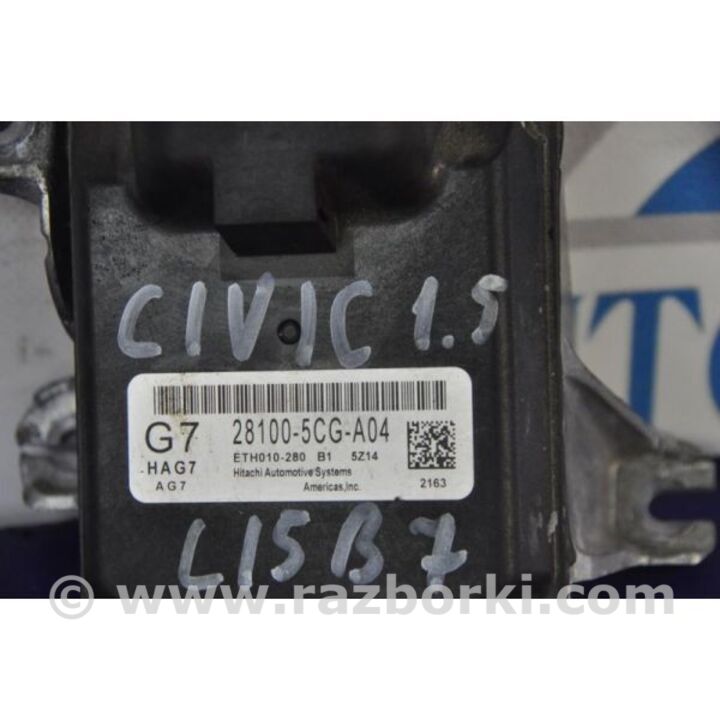 CIVIC 1.5
G7 28100-5CG-A04
HAG7 ETH010-280 B1 5Z14
AG7 Hitachi Automotive Systems
Americas,Inc. 2163
L15B7
© www.razborki.com